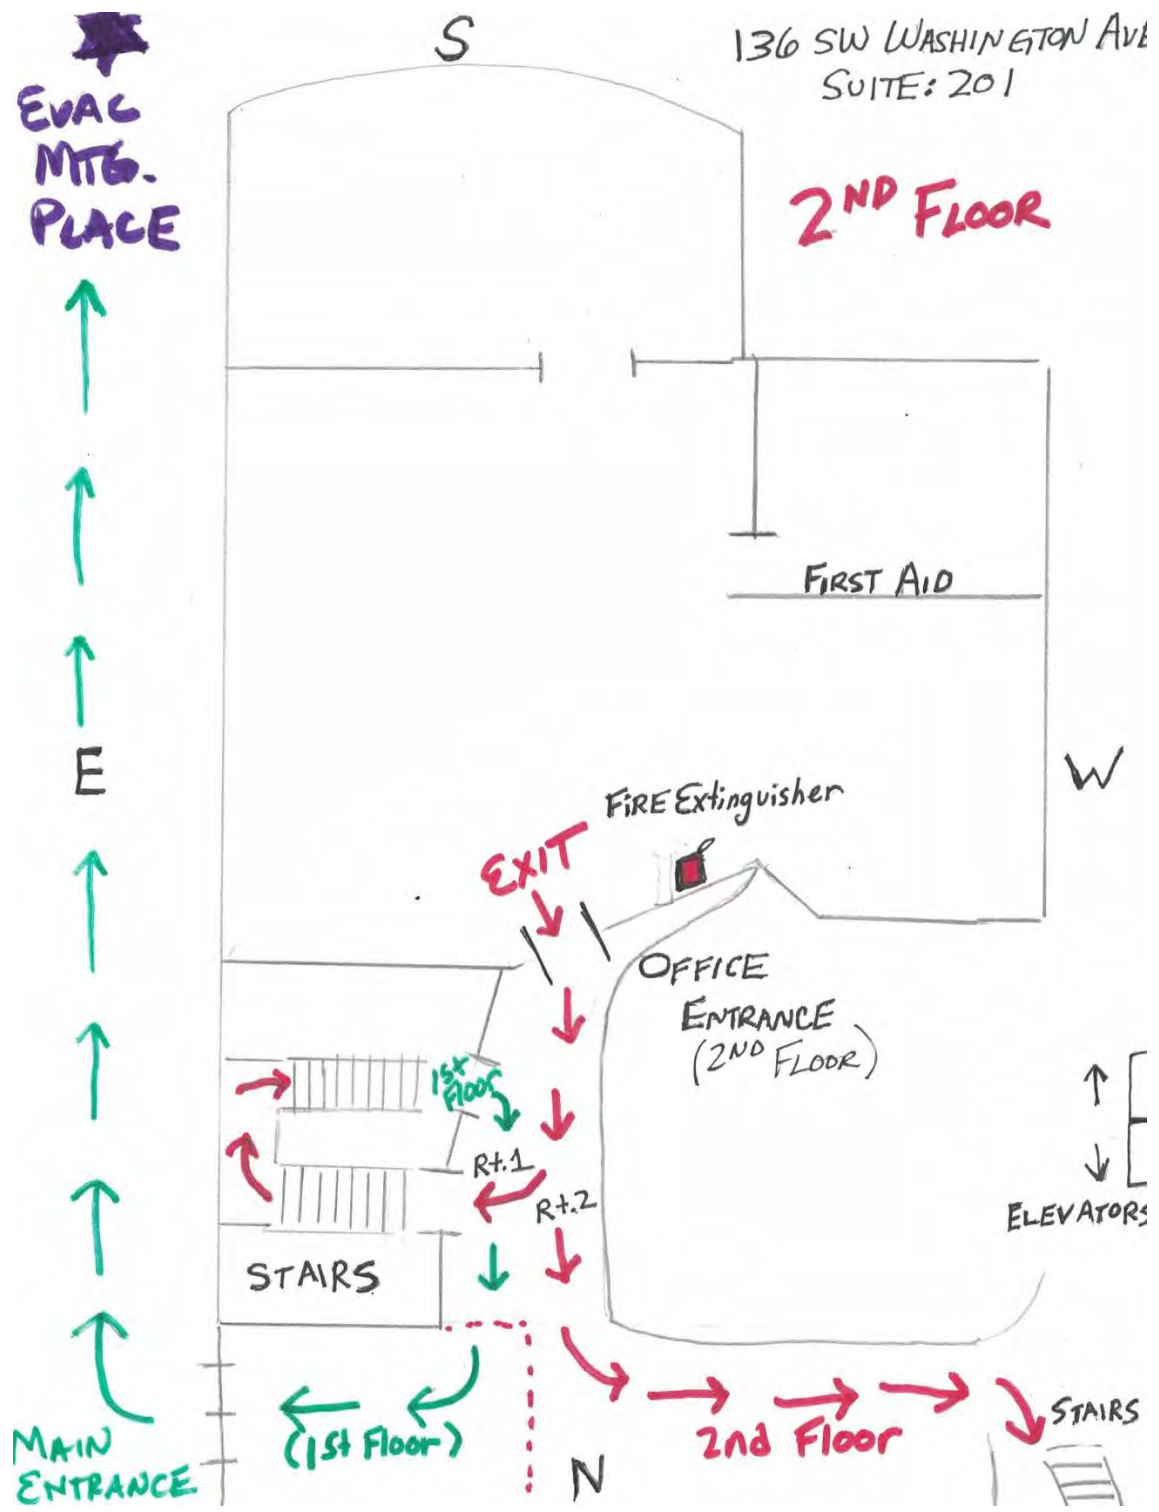 S
136 SW WASHINGTON AVE
SUITE: 201
EVAC
MTG.
PLACE
2ND FLOOR
FIRST AID
E
W
FIRE Extinguisher
EXIT
OFFICE
ENTRANCE
(2ND FLOOR)
1st
Floor
Rt.1
Rt.2
ELEVATORS
STAIRS
STAIRS
MAIN
ENTRANCE
(1st Floor)
2nd Floor
N